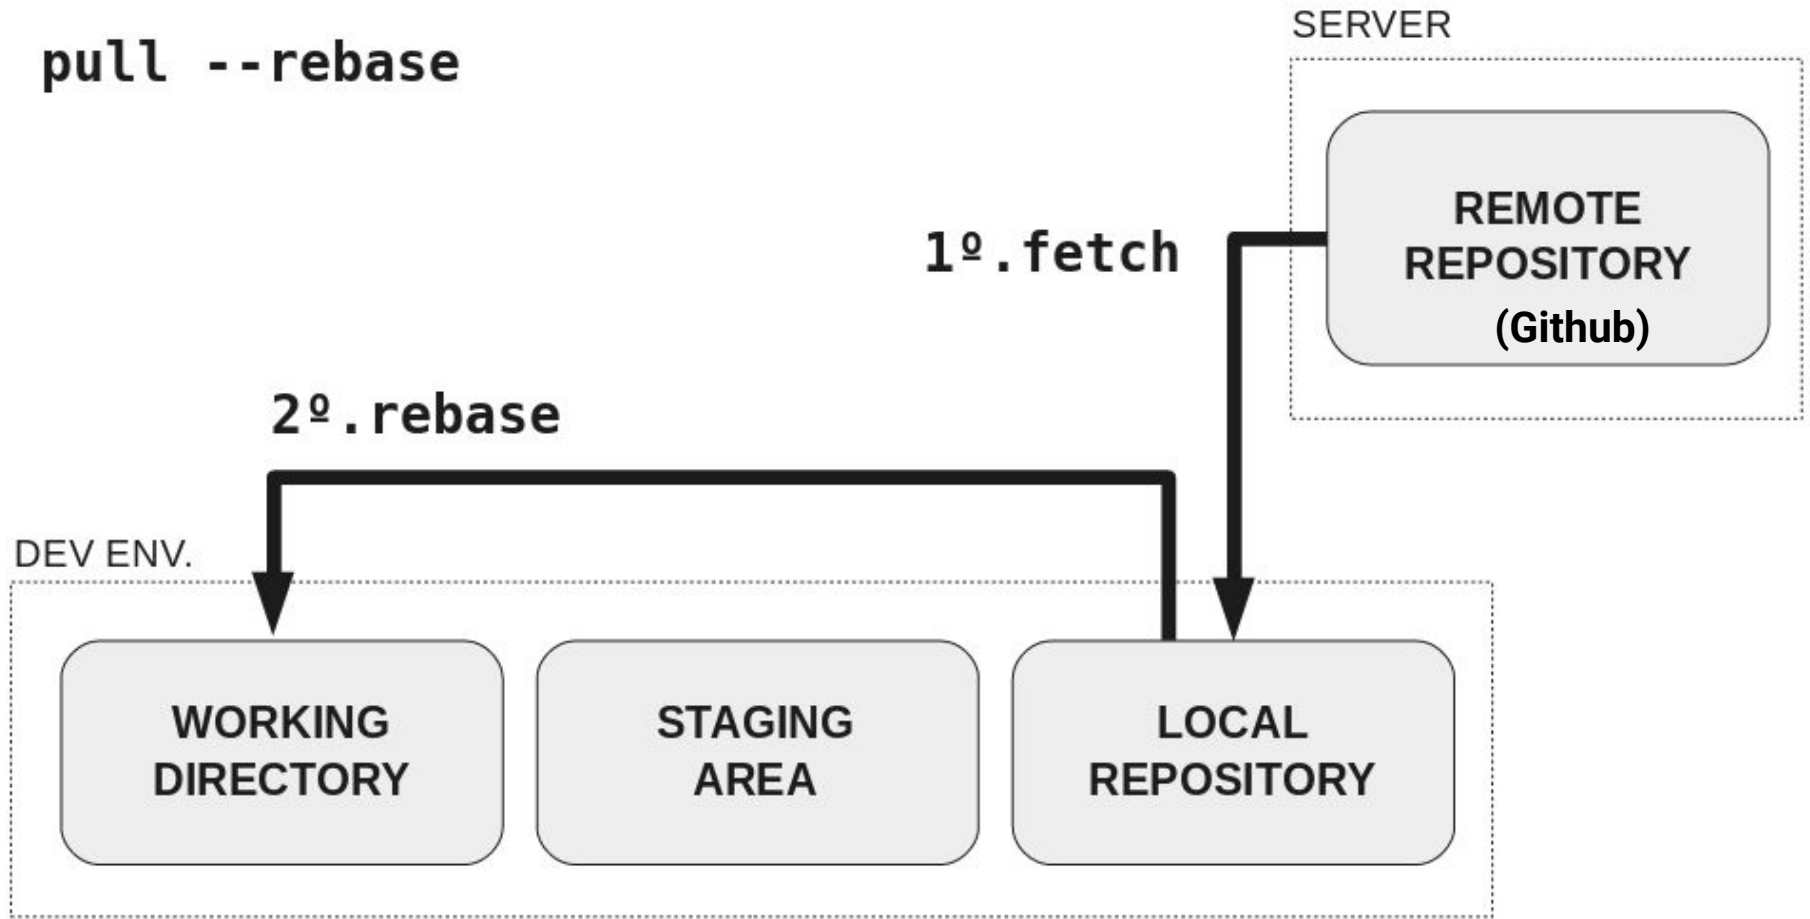 pull --rebase
SERVER
REMOTE
REPOSITORY
(Github)
1º.fetch
2º.rebase
DEV ENV.
WORKING
DIRECTORY
STAGING
AREA
LOCAL
REPOSITORY